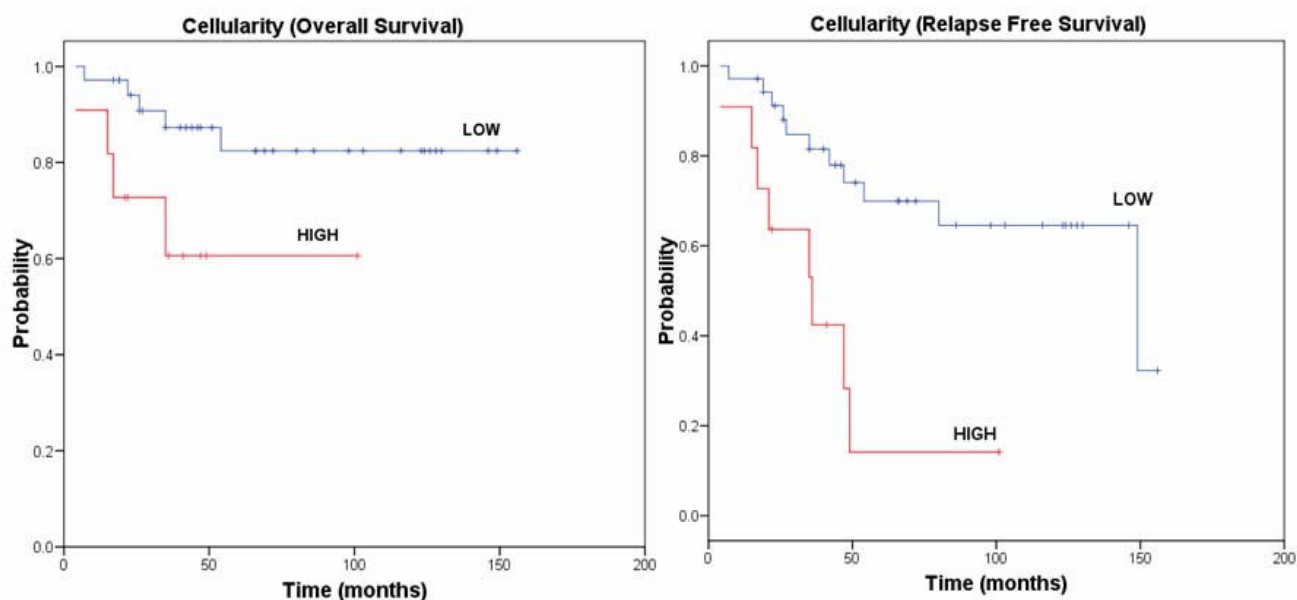 Cellularity (Overall Survival)
1.0
0.8
0.6
0.4
0.2
0.0
Probability
LOW
HIGH
0
50
100
150
200
Time (months)
Cellularity (Relapse Free Survival)
1.0
0.8
0.6
0.4
0.2
0.0
Probability
LOW
HIGH
0
50
100
150
200
Time (months)